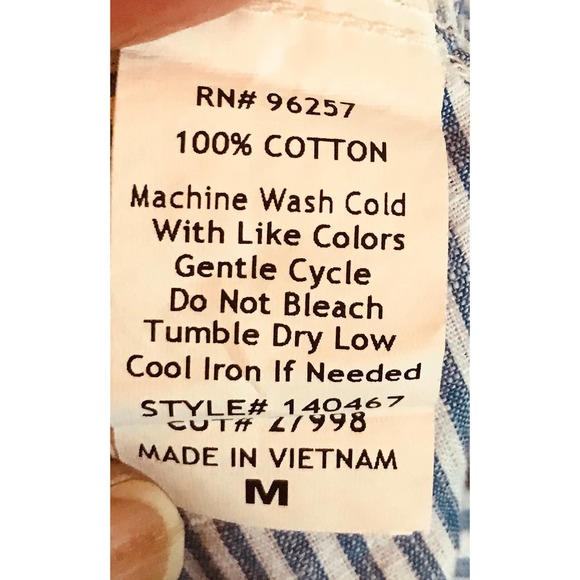 RN# 96257
100% COTTON
Machine Wash Cold
With Like Colors
Gentle Cycle
Do Not Bleach
Tumble Dry Low
Cool Iron If Needed
STYLE# 140467
CUT# 27998
MADE IN VIETNAM
M